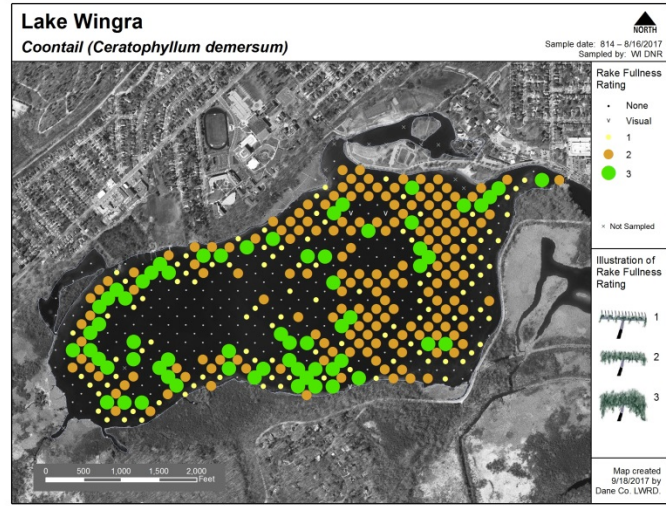 Lake Wingra
Coontail (Ceratophyllum demersum)
NORTH
Sample date: 814 – 8/16/2017
Sampled by: WI DNR
Rake Fullness
Rating
None
v Visual
1
2
3
× Not Sampled
Illustration of
Rake Fullness
Rating
1
2
3
0 500 1,000 1,500 2,000
Feet
Map created
9/18/2017 by
Dane Co. LWRD.